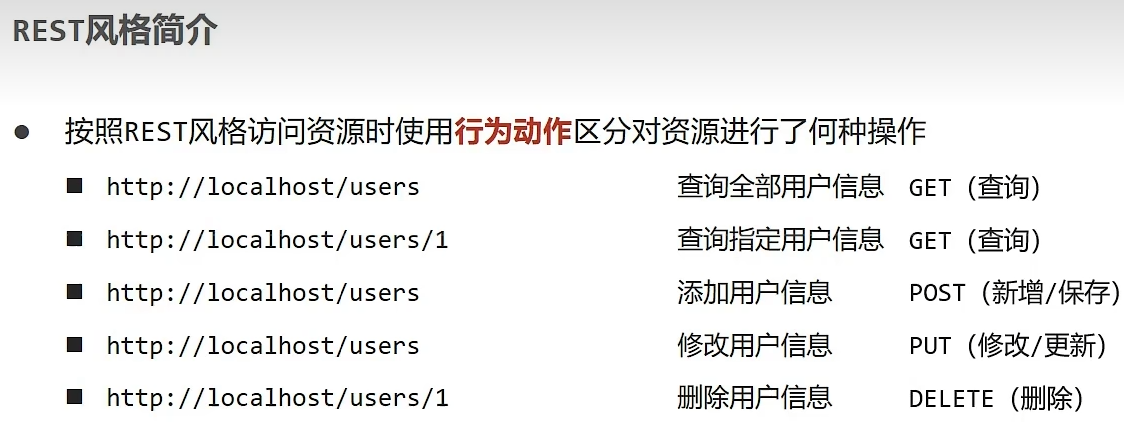 REST风格简介
● 按照REST风格访问资源时使用行为动作区分对资源进行了何种操作
■ http://localhost/users 查询全部用户信息 GET (查询)
■ http://localhost/users/1 查询指定用户信息 GET (查询)
■ http://localhost/users 添加用户信息 POST (新增/保存)
■ http://localhost/users 修改用户信息 PUT (修改/更新)
■ http://localhost/users/1 删除用户信息 DELETE (删除)